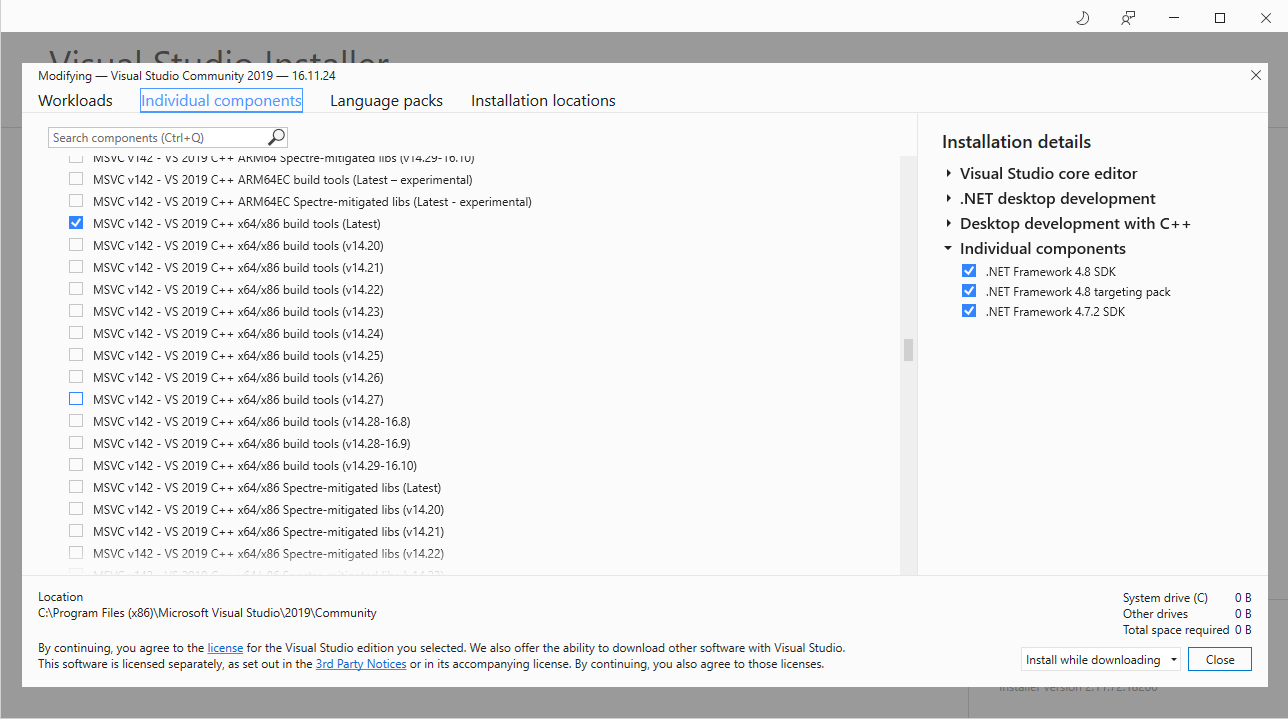 Visual Studio Installer
Modifying — Visual Studio Community 2019 — 16.11.24
Workloads
Individual components
Language packs
Installation locations
Search components (Ctrl+Q)
MSVC v142 - VS 2019 C++ ARM64 Spectre-mitigated libs (v14.29-16.10)
MSVC v142 - VS 2019 C++ ARM64EC build tools (Latest – experimental)
MSVC v142 - VS 2019 C++ ARM64EC Spectre-mitigated libs (Latest - experimental)
MSVC v142 - VS 2019 C++ x64/x86 build tools (Latest)
MSVC v142 - VS 2019 C++ x64/x86 build tools (v14.20)
MSVC v142 - VS 2019 C++ x64/x86 build tools (v14.21)
MSVC v142 - VS 2019 C++ x64/x86 build tools (v14.22)
MSVC v142 - VS 2019 C++ x64/x86 build tools (v14.23)
MSVC v142 - VS 2019 C++ x64/x86 build tools (v14.24)
MSVC v142 - VS 2019 C++ x64/x86 build tools (v14.25)
MSVC v142 - VS 2019 C++ x64/x86 build tools (v14.26)
MSVC v142 - VS 2019 C++ x64/x86 build tools (v14.27)
MSVC v142 - VS 2019 C++ x64/x86 build tools (v14.28-16.8)
MSVC v142 - VS 2019 C++ x64/x86 build tools (v14.28-16.9)
MSVC v142 - VS 2019 C++ x64/x86 build tools (v14.29-16.10)
MSVC v142 - VS 2019 C++ x64/x86 Spectre-mitigated libs (Latest)
MSVC v142 - VS 2019 C++ x64/x86 Spectre-mitigated libs (v14.20)
MSVC v142 - VS 2019 C++ x64/x86 Spectre-mitigated libs (v14.21)
MSVC v142 - VS 2019 C++ x64/x86 Spectre-mitigated libs (v14.22)
Installation details
Visual Studio core editor
.NET desktop development
Desktop development with C++
Individual components
.NET Framework 4.8 SDK
.NET Framework 4.8 targeting pack
.NET Framework 4.7.2 SDK
Location
C:\Program Files (x86)\Microsoft Visual Studio\2019\Community
By continuing, you agree to the license for the Visual Studio edition you selected. We also offer the ability to download other software with Visual Studio.
This software is licensed separately, as set out in the 3rd Party Notices or in its accompanying license. By continuing, you also agree to those licenses.
System drive (C) 0 B
Other drives 0 B
Total space required 0 B
Install while downloading
Close
Installer version